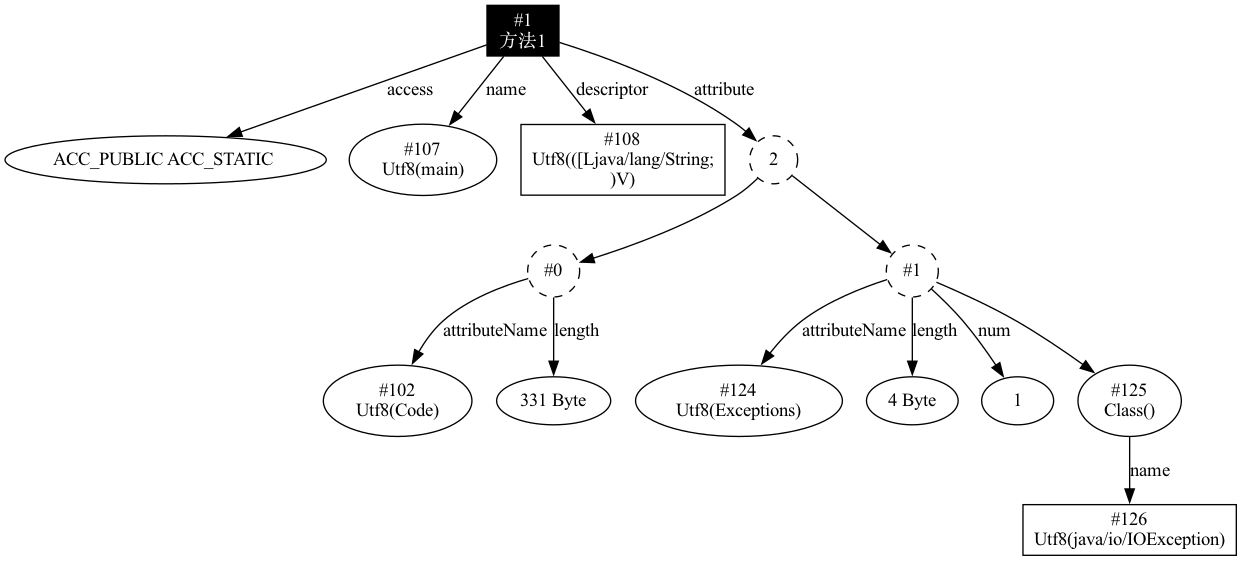 #1
方法1
access
name
descriptor
attribute
ACC_PUBLIC ACC_STATIC
#107
Utf8(main)
#108
Utf8(([Ljava/lang/String;
)V)
2
#0
#1
attributeName
length
attributeName
length
num
#102
Utf8(Code)
331 Byte
#124
Utf8(Exceptions)
4 Byte
1
#125
Class()
name
#126
Utf8(java/io/IOException)